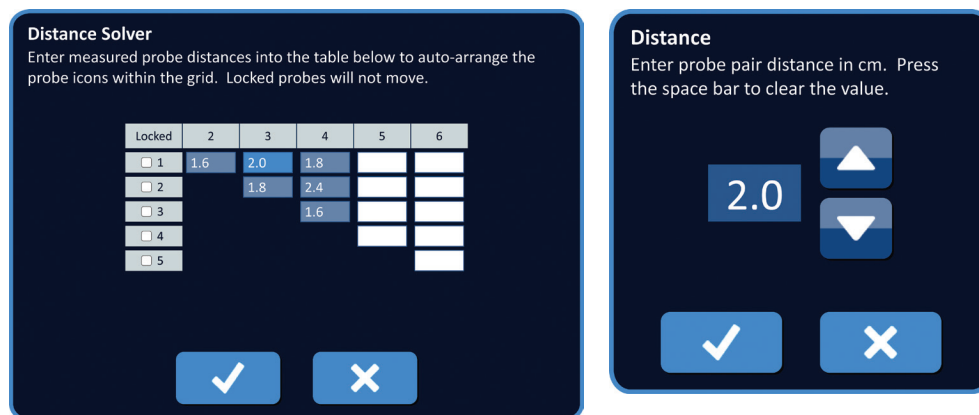 Distance Solver
Enter measured probe distances into the table below to auto-arrange the
probe icons within the grid.  Locked probes will not move.
Locked 2 3 4 5 6
1 1.6 2.0 1.8
2 1.8 2.4
3 1.6
4
5
Distance
Enter probe pair distance in cm.  Press
the space bar to clear the value.
2.0